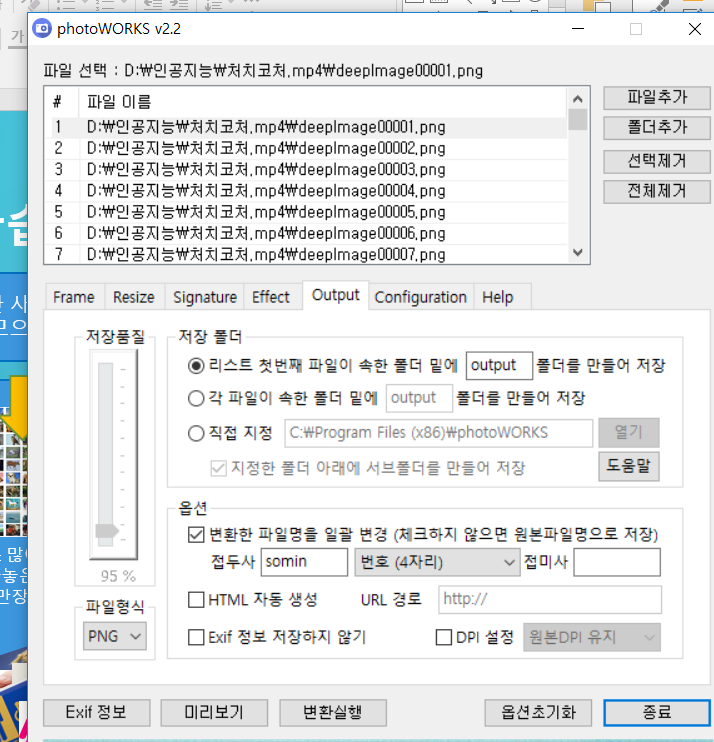 photoWORKS v2.2
파일 선택 : D:₩인공지능₩처치코처.mp4₩deepImage00001.png
# 파일 이름
1 D:₩인공지능₩처치코처.mp4₩deepImage00001.png
2 D:₩인공지능₩처치코처.mp4₩deepImage00002.png
3 D:₩인공지능₩처치코처.mp4₩deepImage00003.png
4 D:₩인공지능₩처치코처.mp4₩deepImage00004.png
5 D:₩인공지능₩처치코처.mp4₩deepImage00005.png
6 D:₩인공지능₩처치코처.mp4₩deepImage00006.png
7 D:₩인공지능₩처치코처.mp4₩deepImage00007.png
파일추가
폴더추가
선택제거
전체제거
Frame Resize Signature Effect Output Configuration Help
저장품질
95 %
파일형식
PNG
저장 폴더
리스트 첫번째 파일이 속한 폴더 밑에 output 폴더를 만들어 저장
각 파일이 속한 폴더 밑에 output 폴더를 만들어 저장
직접 지정 C:₩Program Files (x86)₩photoWORKS 열기
지정한 폴더 아래에 서브폴더를 만들어 저장 도움말
옵션
변환한 파일명을 일괄 변경 (체크하지 않으면 원본파일명으로 저장)
접두사 somin 번호 (4자리) 접미사
HTML 자동 생성 URL 경로 http://
Exif 정보 저장하지 않기 DPI 설정 원본DPI 유지
Exif 정보 미리보기 변환실행 옵션초기화 종료